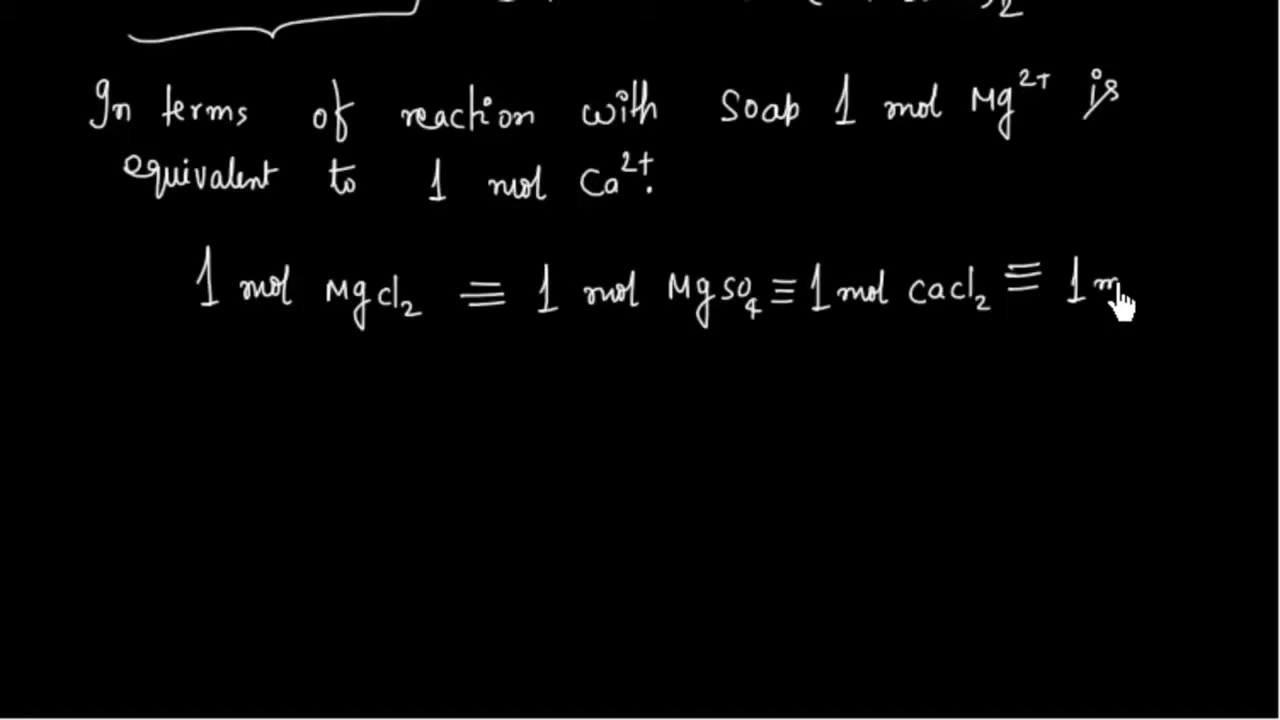 In terms of reaction with soap 1 mol Mg²⁺ is
equivalent to 1 mol Ca²⁺.
1 mol MgCl₂ ≡ 1 mol MgSO₄ ≡ 1 mol CaCl₂ ≡ 1 m